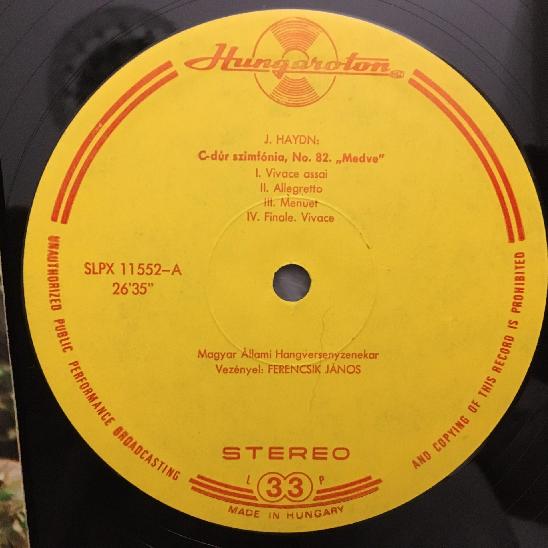 Hungaroton
J. HAYDN:
C-dúr szimfónia, No. 82. „Medve”
I. Vivace assai
II. Allegretto
III. Menuet
IV. Finale. Vivace
SLPX 11552–A
26'35"
Magyar Állami Hangversenyzenekar
Vezényel: FERENCSIK JÁNOS
STEREO
L 33 P
MADE IN HUNGARY
UNAUTHORIZED PUBLIC PERFORMANCE BROADCASTING
AND COPYING OF THIS RECORD IS PROHIBITED